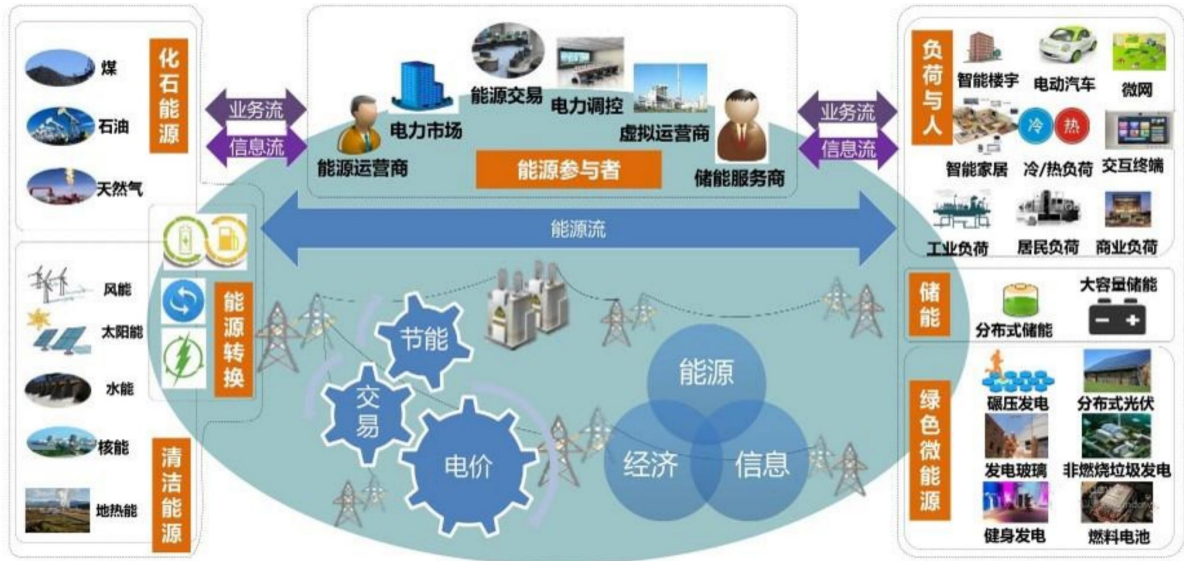 化石能源
煤
石油
天然气
业务流
信息流
能源运营商
电力市场
能源交易
电力调控
虚拟运营商
储能服务商
能源参与者
业务流
信息流
负荷与人
智能楼宇
电动汽车
微网
智能家居
冷
热
冷/热负荷
交互终端
工业负荷
居民负荷
商业负荷
能源流
能源转换
风能
太阳能
水能
核能
地热能
清洁能源
节能
交易
电价
能源
经济
信息
储能
分布式储能
大容量储能
绿色微能源
碾压发电
分布式光伏
发电玻璃
非燃烧垃圾发电
健身发电
燃料电池